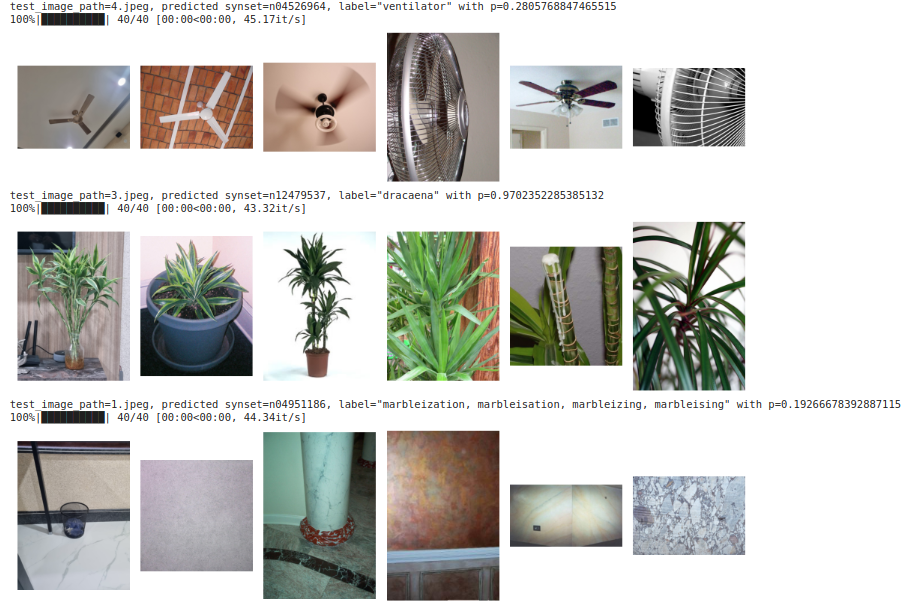 test_image_path=4.jpeg, predicted synset=n04526964, label="ventilator" with p=0.2805768847465515
100%|██████████| 40/40 [00:00<00:00, 45.17it/s]
test_image_path=3.jpeg, predicted synset=n12479537, label="dracaena" with p=0.9702352285385132
100%|██████████| 40/40 [00:00<00:00, 43.32it/s]
test_image_path=1.jpeg, predicted synset=n04951186, label="marbleization, marbleisation, marbleizing, marbleising" with p=0.19266678392887115
100%|██████████| 40/40 [00:00<00:00, 44.34it/s]